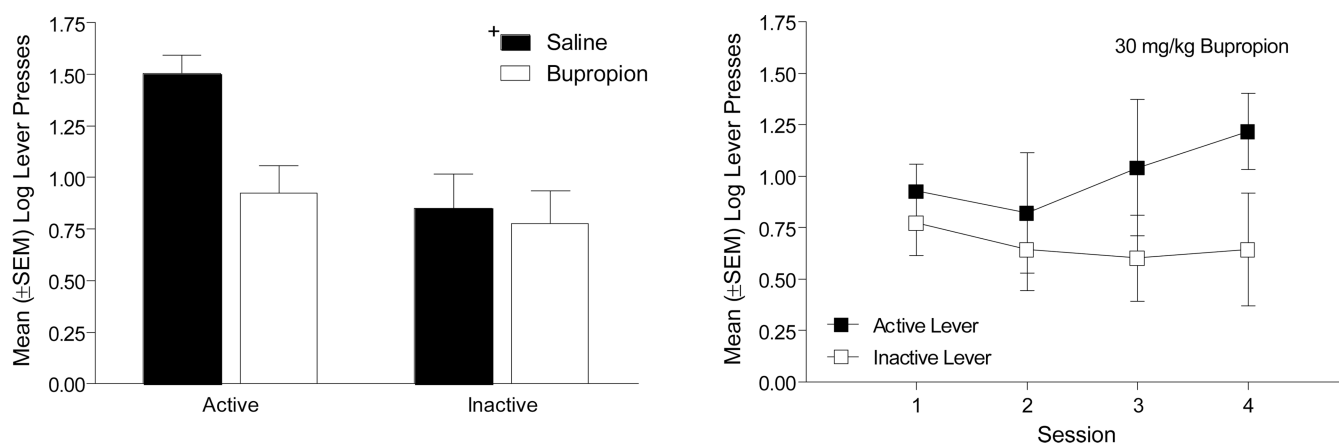 Mean (±SEM) Log Lever Presses
1.75
1.50
1.25
1.00
0.75
0.50
0.25
0.00
+
Saline
Bupropion
Active
Inactive
Mean (±SEM) Log Lever Presses
1.75
1.50
1.25
1.00
0.75
0.50
0.25
0.00
30 mg/kg Bupropion
Active Lever
Inactive Lever
1 2 3 4
Session